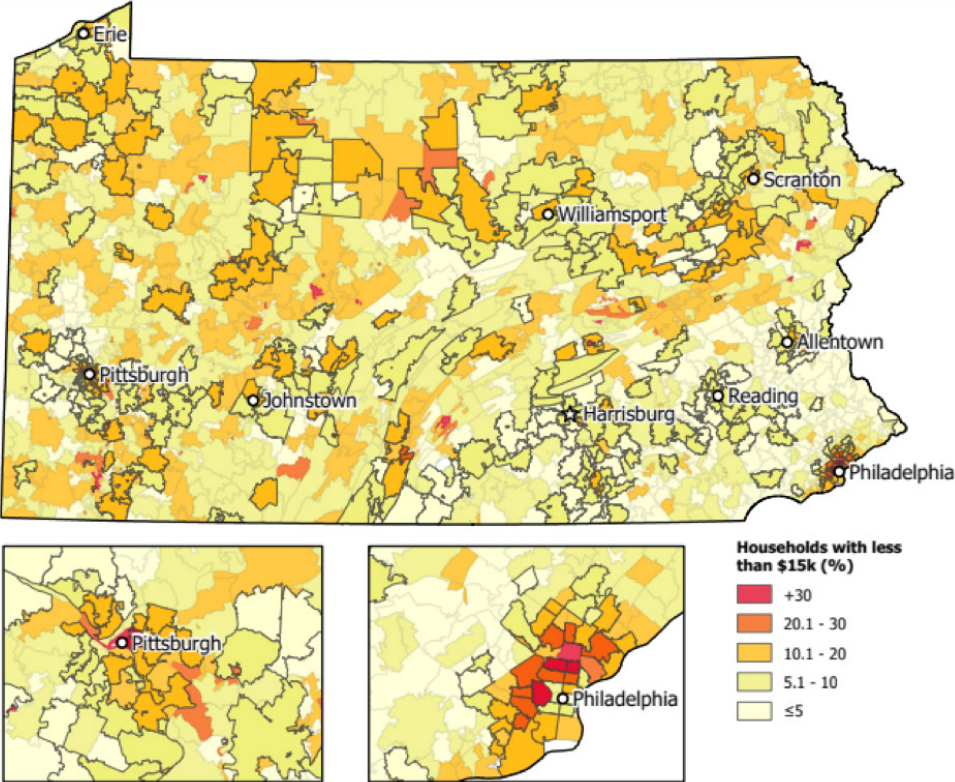 Erie
Scranton
Williamsport
Allentown
Pittsburgh
Johnstown
Reading
Harrisburg
Philadelphia
Households with less
than $15k (%)
+30
20.1 - 30
10.1 - 20
5.1 - 10
≤5
Pittsburgh
Philadelphia